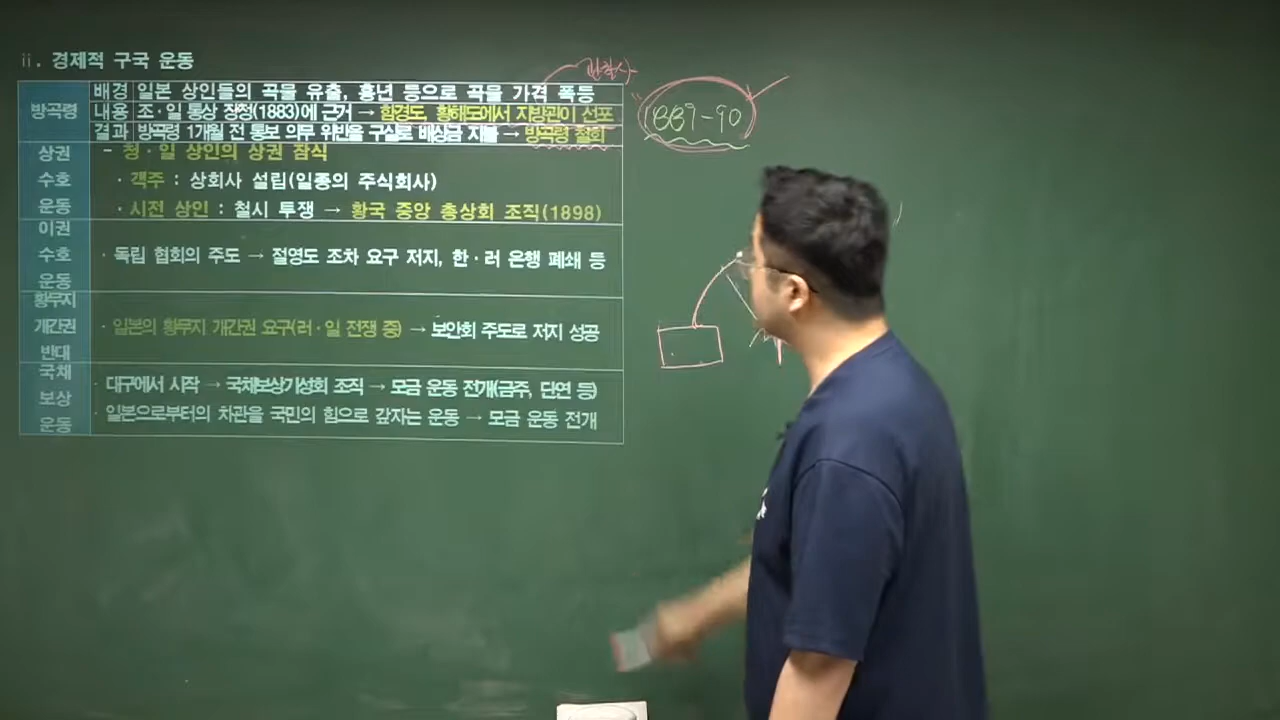 ii. 경제적 구국 운동
관찰사
방곡령
배경 일본 상인들의 곡물 유출, 흉년 등으로 곡물 가격 폭등
내용 조·일 통상 장정(1883)에 근거 → 함경도, 황해도에서 지방관이 선포
결과 방곡령 1개월 전 통보 의무 위반을 구실로 배상금 지불 → 방곡령 철회
1889-90
상권
수호
운동
- 청·일 상인의 상권 잠식
· 객주 : 상회사 설립(일종의 주식회사)
· 시전 상인 : 철시 투쟁 → 황국 중앙 총상회 조직(1898)
이권
수호
운동
· 독립 협회의 주도 → 절영도 조차 요구 저지, 한·러 은행 폐쇄 등
황무지
개간권
반대
· 일본의 황무지 개간권 요구(러·일 전쟁 중) → 보안회 주도로 저지 성공
국채
보상
운동
· 대구에서 시작 → 국채보상기성회 조직 → 모금 운동 전개(금주, 단연 등)
· 일본으로부터의 차관을 국민의 힘으로 갚자는 운동 → 모금 운동 전개